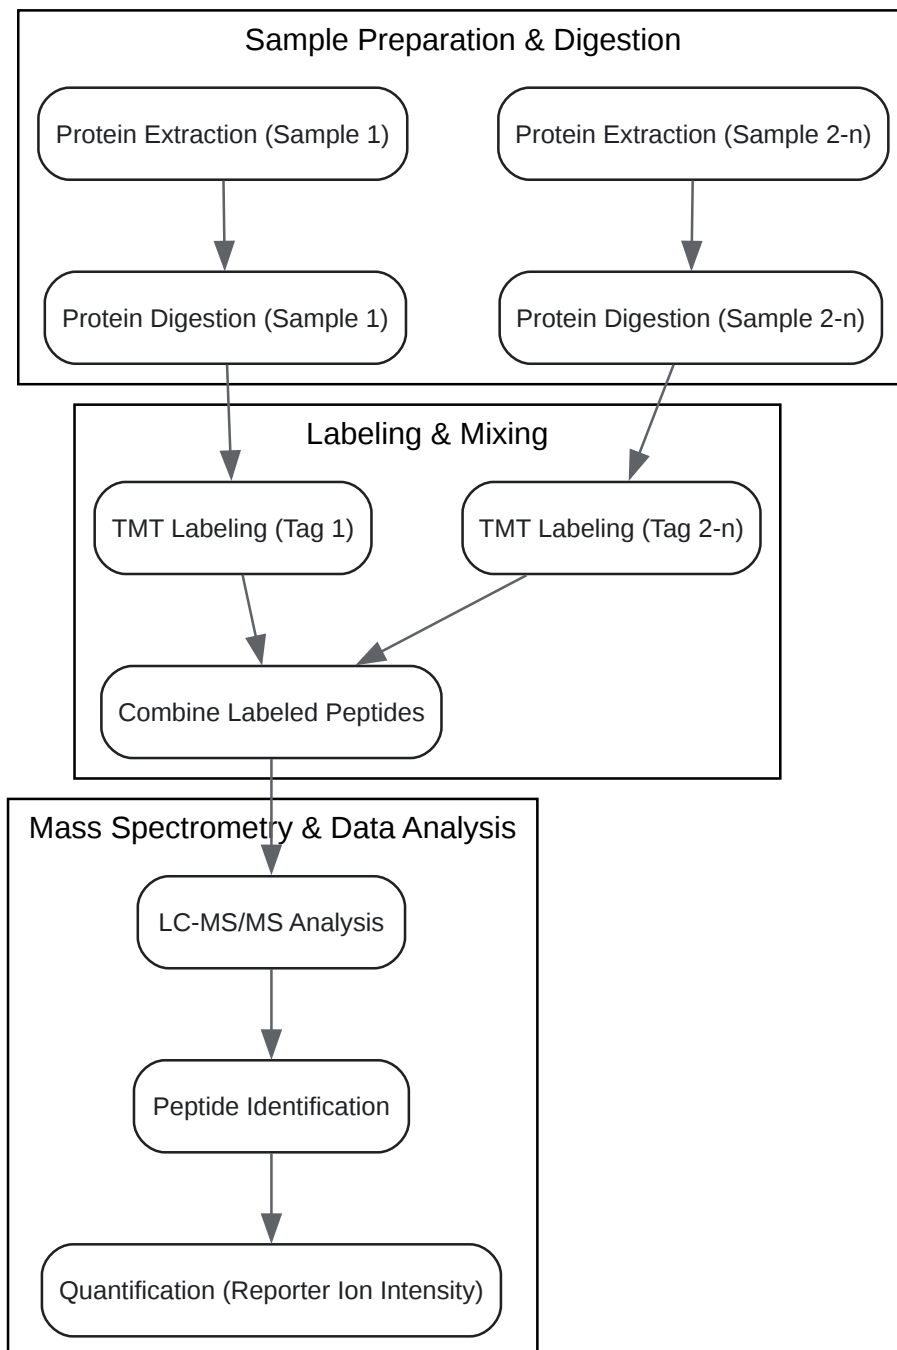 Sample Preparation & Digestion
Protein Extraction (Sample 1)
Protein Extraction (Sample 2-n)
Protein Digestion (Sample 1)
Protein Digestion (Sample 2-n)
Labeling & Mixing
TMT Labeling (Tag 1)
TMT Labeling (Tag 2-n)
Combine Labeled Peptides
Mass Spectrometry & Data Analysis
LC-MS/MS Analysis
Peptide Identification
Quantification (Reporter Ion Intensity)